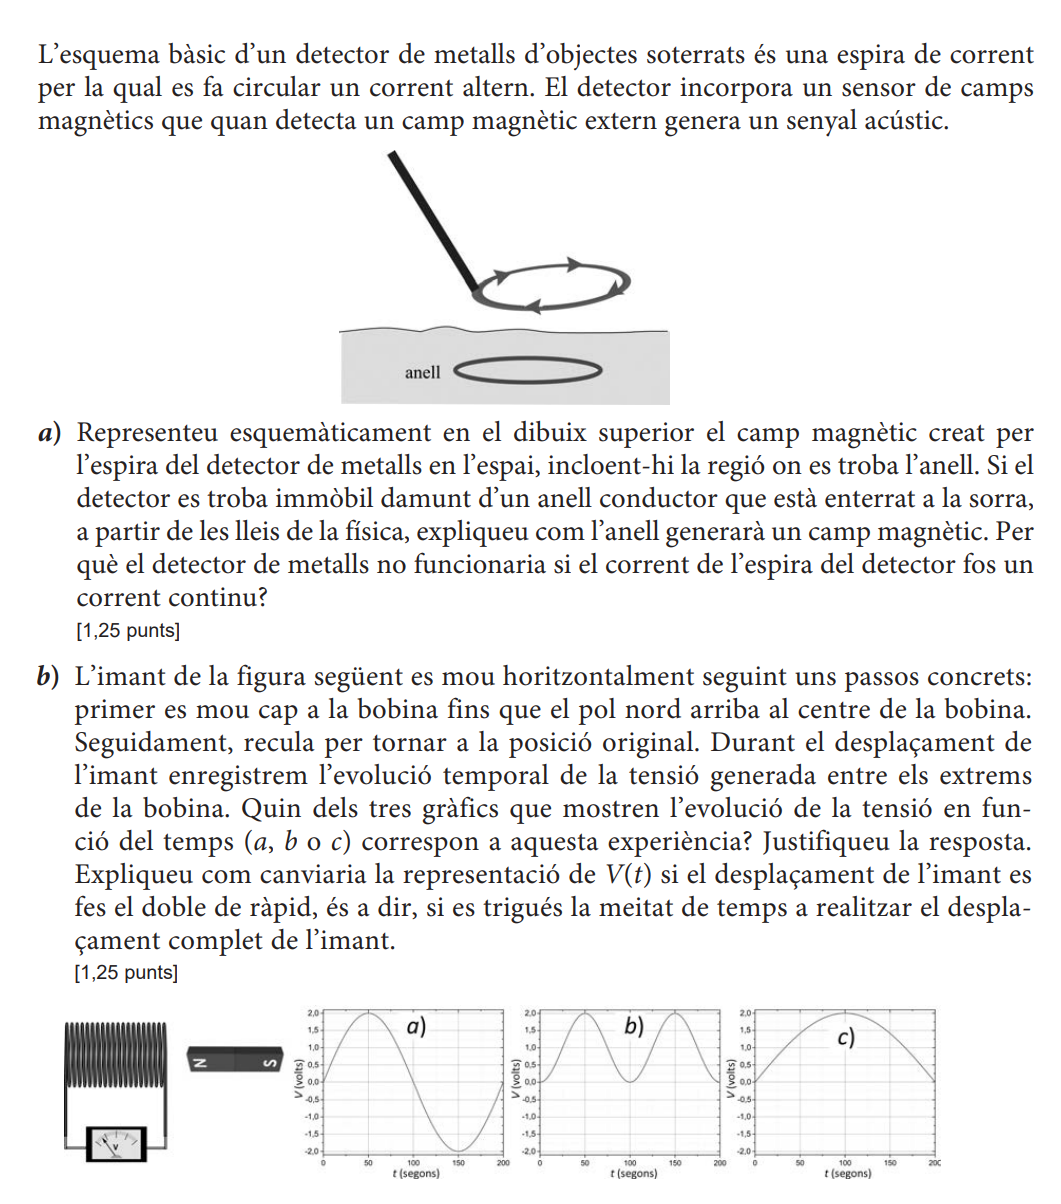 L'esquema bàsic d'un detector de metalls d'objectes soterrats és una espira de corrent
per la qual es fa circular un corrent altern. El detector incorpora un sensor de camps
magnètics que quan detecta un camp magnètic extern genera un senyal acústic.
anell
a) Representeu esquemàticament en el dibuix superior el camp magnètic creat per
l'espira del detector de metalls en l'espai, incloent-hi la regió on es troba l'anell. Si el
detector es troba immòbil damunt d'un anell conductor que està enterrat a la sorra,
a partir de les lleis de la física, expliqueu com l'anell generarà un camp magnètic. Per
què el detector de metalls no funcionaria si el corrent de l'espira del detector fos un
corrent continu?
[1,25 punts]
b) L'imant de la figura següent es mou horitzontalment seguint uns passos concrets:
primer es mou cap a la bobina fins que el pol nord arriba al centre de la bobina.
Seguidament, recula per tornar a la posició original. Durant el desplaçament de
l'imant enregistrem l'evolució temporal de la tensió generada entre els extrems
de la bobina. Quin dels tres gràfics que mostren l'evolució de la tensió en fun-
ció del temps (a, b o c) correspon a aquesta experiència? Justifiqueu la resposta.
Expliqueu com canviaria la representació de V(t) si el desplaçament de l'imant es
fes el doble de ràpid, és a dir, si es trigués la meitat de temps a realitzar el despla-
çament complet de l'imant.
[1,25 punts]
N S
V
a)
V (volts)
2,0
1,5
1,0
0,5
0,0
-0,5
-1,0
-1,5
-2,0
0 50 100 150 200
t (segons)
b)
V (volts)
2,0
1,5
1,0
0,5
0,0
-0,5
-1,0
-1,5
-2,0
0 50 100 150 200
t (segons)
c)
V (volts)
2,0
1,5
1,0
0,5
0,0
-0,5
-1,0
-1,5
-2,0
0 50 100 150 200
t (segons)